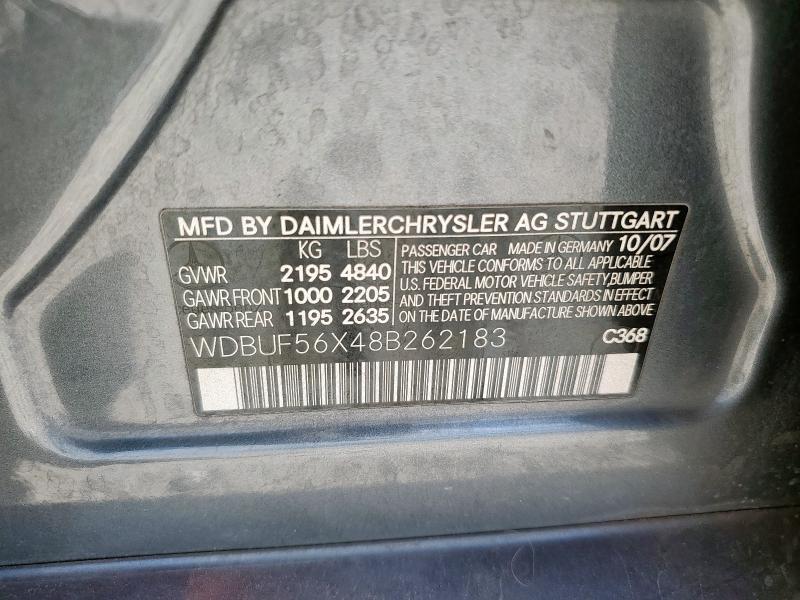 MFD BY DAIMLERCHRYSLER AG STUTTGART
KG LBS
GVWR 2195 4840
GAWR FRONT 1000 2205
GAWR REAR 1195 2635
PASSENGER CAR MADE IN GERMANY 10/07
THIS VEHICLE CONFORMS TO ALL APPLICABLE
U.S. FEDERAL MOTOR VEHICLE SAFETY,BUMPER
AND THEFT PREVENTION STANDARDS IN EFFECT
ON THE DATE OF MANUFACTURE SHOWN ABOVE
WDBUF56X48B262183 C368